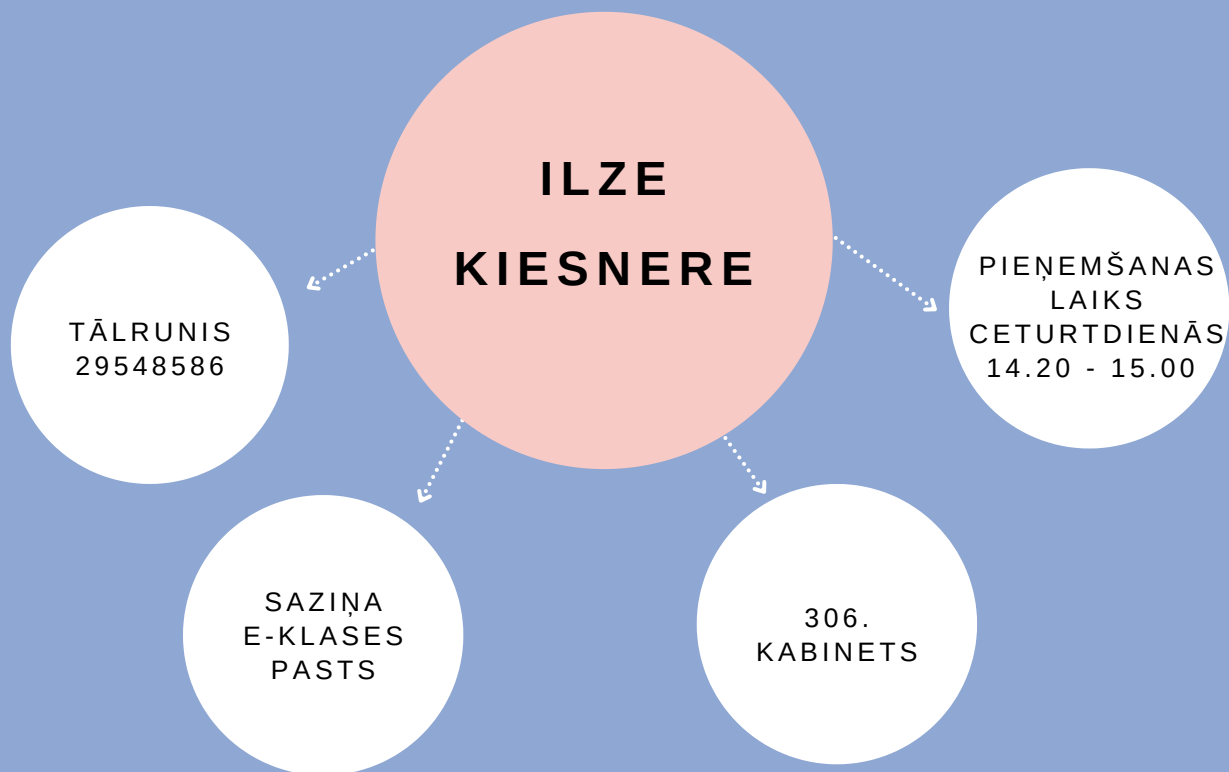 ILZE
KIESNERE
TĀLRUNIS
29548586
PIEŅEMŠANAS
LAIKS
CETURTDIENĀS
14.20 - 15.00
SAZIŅA
E-KLASES
PASTS
306.
KABINETS